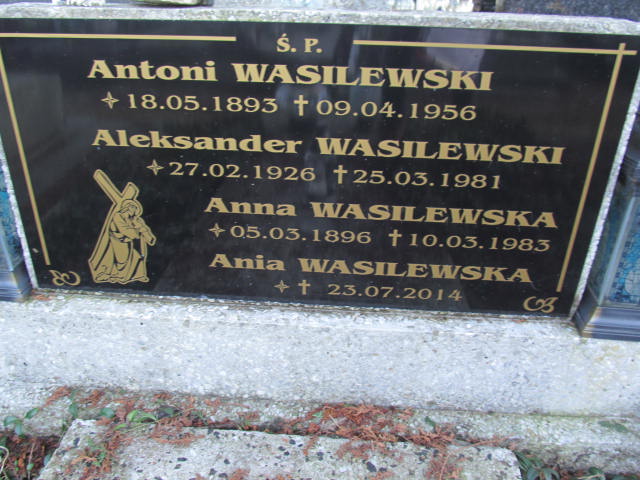 Ś. P.
Antoni WASILEWSKI
✧ 18.05.1893 † 09.04.1956
Aleksander WASILEWSKI
✧ 27.02.1926 † 25.03.1981
Anna WASILEWSKA
✧ 05.03.1896 † 10.03.1983
Ania WASILEWSKA
✧ † 23.07.2014